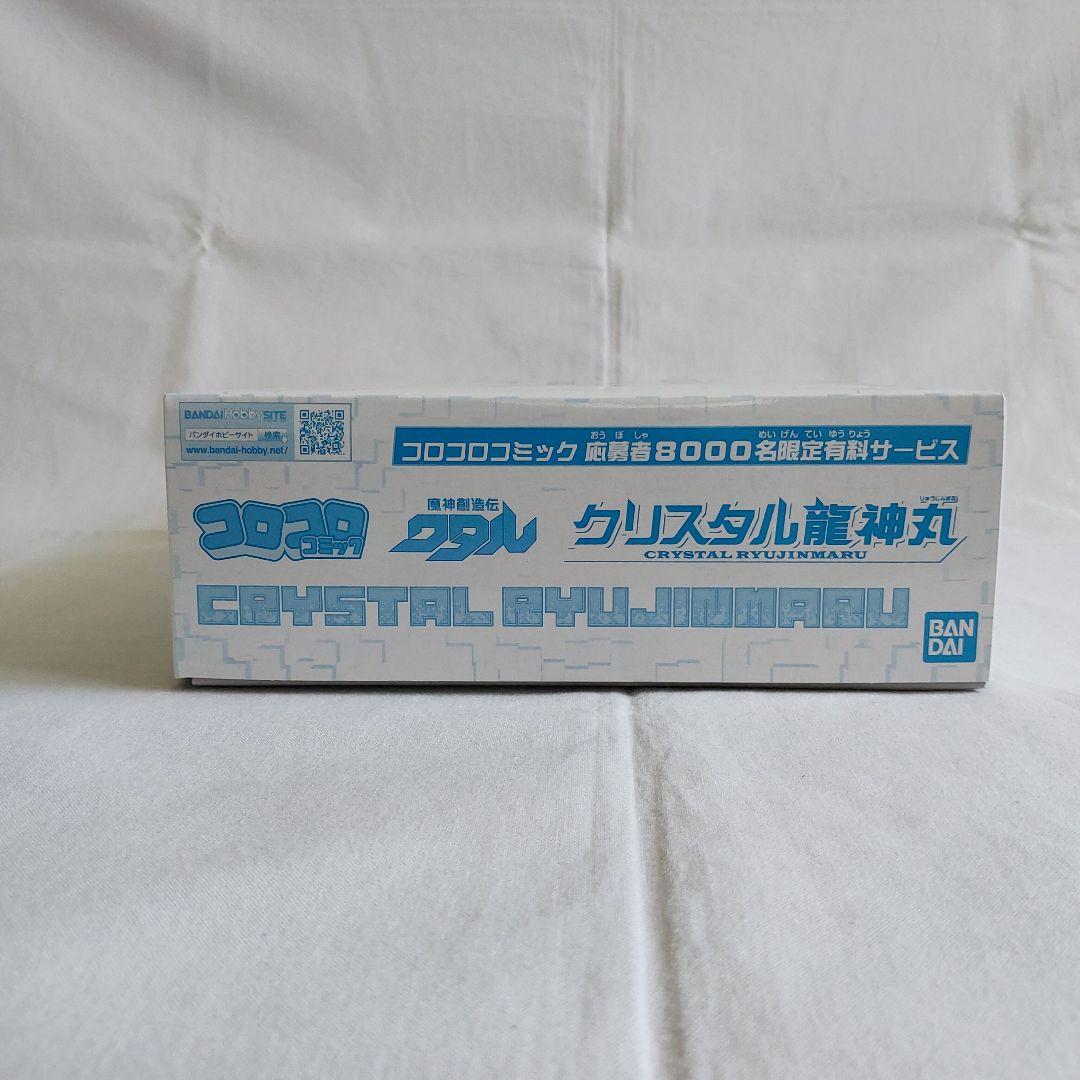 BANDAI Hobby SITE
バンダイホビーサイト 検索
www.bandai-hobby.net/
おうぼしゃ めいげんていゆうりょう
コロコロコミック 応募者8000名限定有料サービス
コロコロ
コミック
魔神創造伝
ワタル
りゅうじんまる
クリスタル龍神丸
CRYSTAL RYUJINMARU
CRYSTAL RYUJINMARU
BAN
DAI